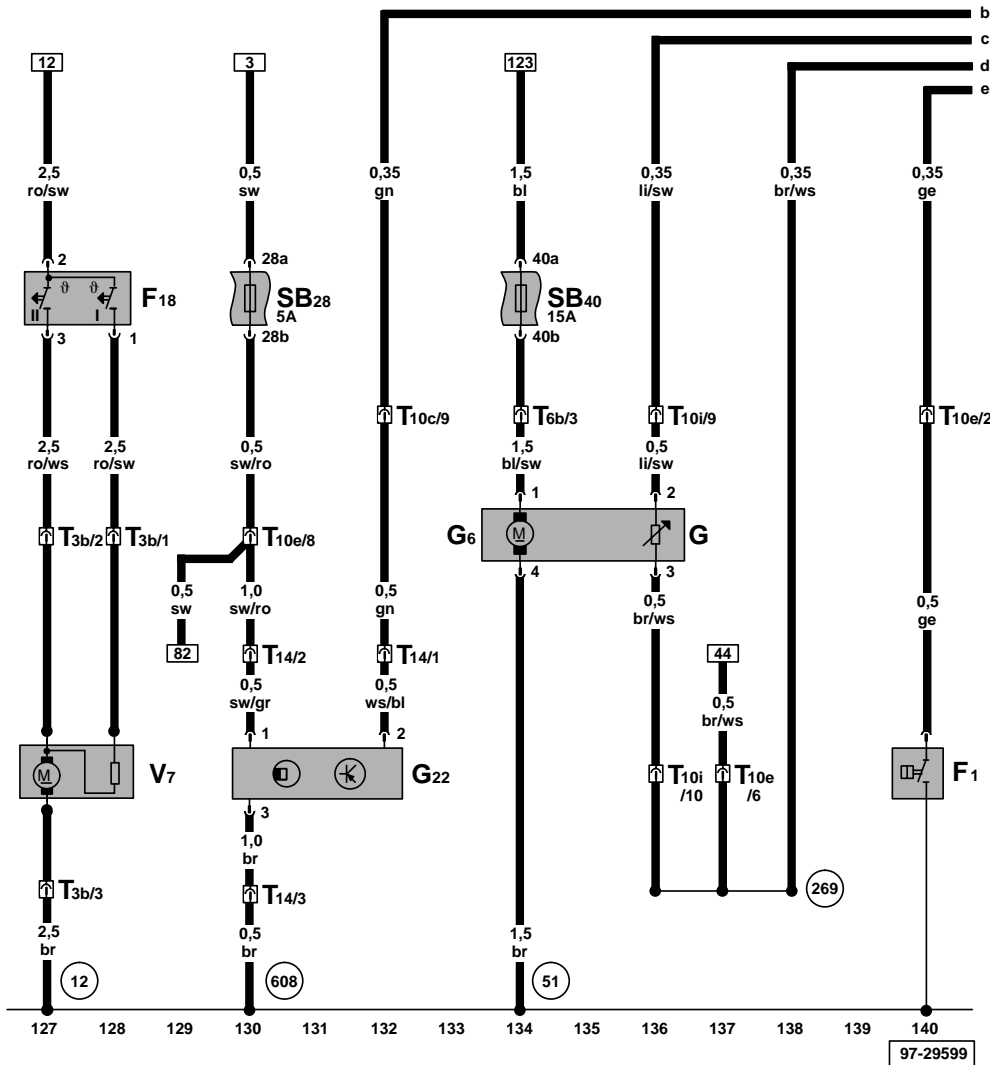 b
c
12 3 123 d
e
2,5 0,5 0,35 1,5 0,35 0,35 0,35
ro/sw sw gn bl li/sw br/ws ge
2 28a 40a
ϑ ϑ F18 SB28 SB40
II I 5A 15A
3 1 28b 40b
T10c/9 T6b/3 T10i/9 T10e/2
2,5 2,5 0,5 1,5 0,5
ro/ws ro/sw sw/ro bl/sw li/sw
1 2
T3b/2 T3b/1 T10e/8 G6 M G
4 3
0,5 1,0 0,5 0,5 0,5
sw sw/ro gn br/ws ge
82 T14/2 T14/1 44
0,5 0,5 0,5
sw/gr ws/bl br/ws
1 2
M V7 G22 T10i T10e F1
/10 /6
3
1,0
br
T3b/3 T14/3 269
2,5 0,5 1,5
br br br
12 608 51
127 128 129 130 131 132 133 134 135 136 137 138 139 140
97-29599